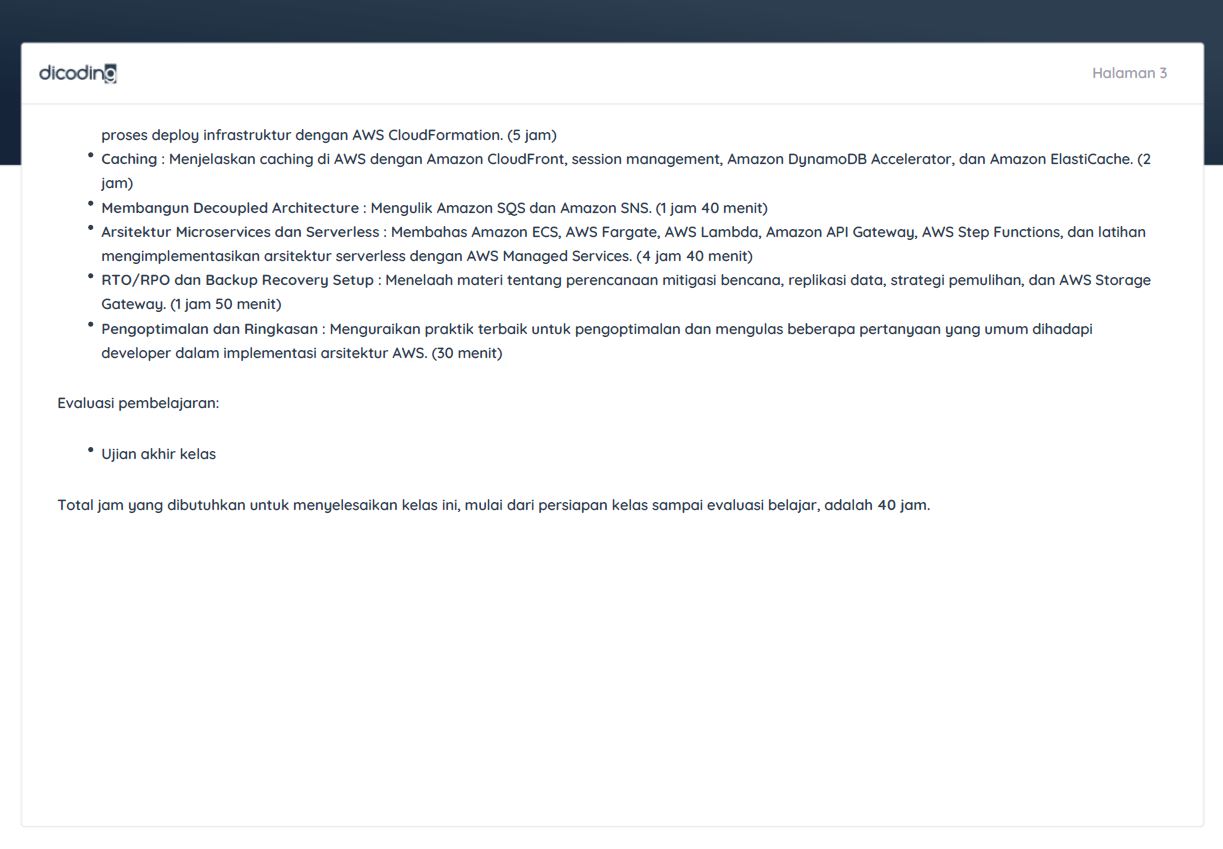 dicoding
Halaman 3
proses deploy infrastruktur dengan AWS CloudFormation. (5 jam)
• Caching : Menjelaskan caching di AWS dengan Amazon CloudFront, session management, Amazon DynamoDB Accelerator, dan Amazon ElastiCache. (2
jam)
• Membangun Decoupled Architecture : Mengulik Amazon SQS dan Amazon SNS. (1 jam 40 menit)
• Arsitektur Microservices dan Serverless : Membahas Amazon ECS, AWS Fargate, AWS Lambda, Amazon API Gateway, AWS Step Functions, dan latihan
mengimplementasikan arsitektur serverless dengan AWS Managed Services. (4 jam 40 menit)
• RTO/RPO dan Backup Recovery Setup : Menelaah materi tentang perencanaan mitigasi bencana, replikasi data, strategi pemulihan, dan AWS Storage
Gateway. (1 jam 50 menit)
• Pengoptimalan dan Ringkasan : Menguraikan praktik terbaik untuk pengoptimalan dan mengulas beberapa pertanyaan yang umum dihadapi
developer dalam implementasi arsitektur AWS. (30 menit)
Evaluasi pembelajaran:
• Ujian akhir kelas
Total jam yang dibutuhkan untuk menyelesaikan kelas ini, mulai dari persiapan kelas sampai evaluasi belajar, adalah 40 jam.